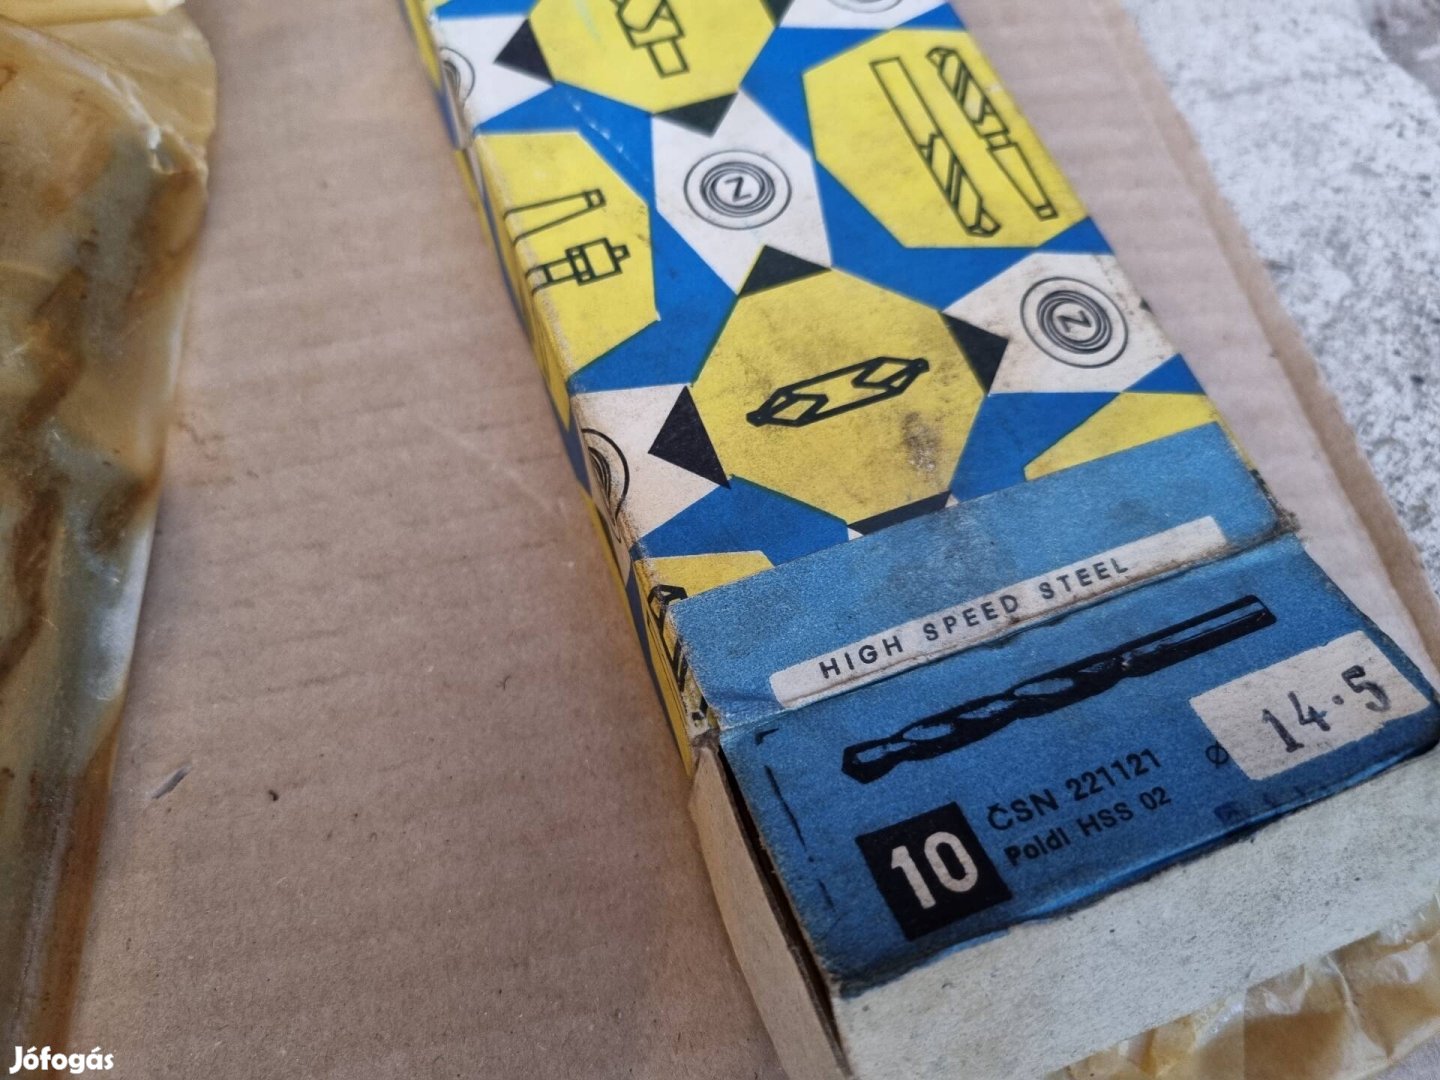 Z
Z
HIGH SPEED STEEL
14.5
ČSN 221121 ⌀
10 Poldi HSS 02
Jófogás